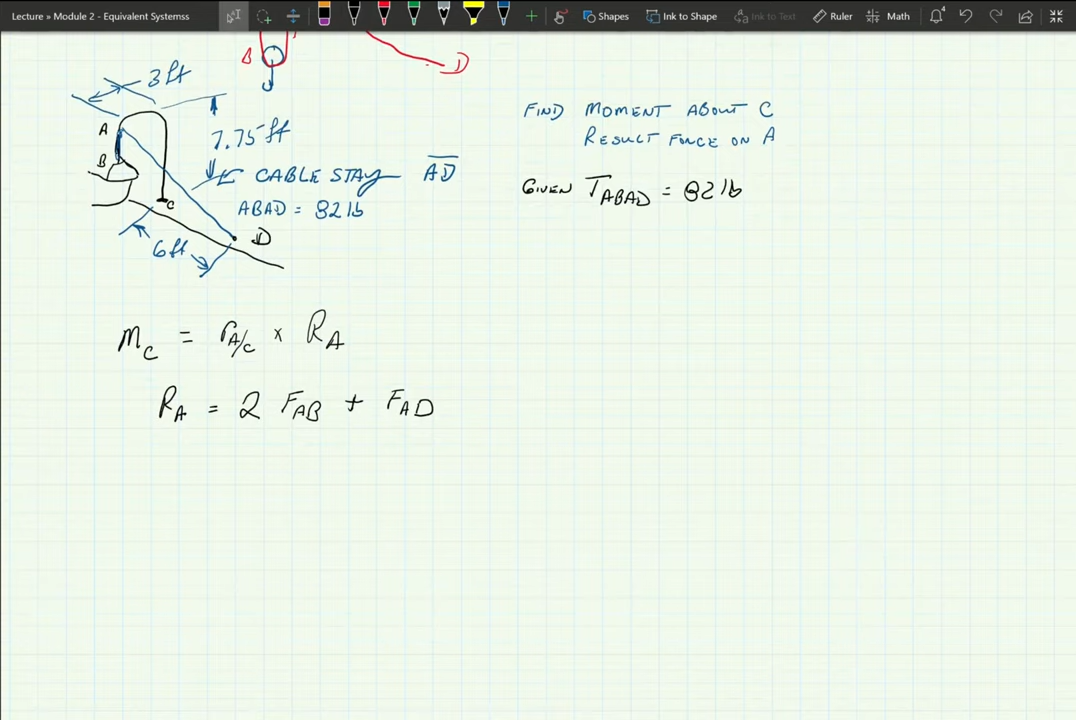 Lecture » Module 2 - Equivalent Systemss
Shapes
Ink to Shape
Ink to Text
Ruler
Math
4
B
D
3 ft
A
7.75 ft
B
CABLE STAY AD
C
ABAD = 82 lb
D
6 ft
FIND MOMENT ABOUT C
RESULT FORCE ON A
GIVEN TABAD = 82 lb
MC = rA/C × RA
RA = 2 FAB + FAD